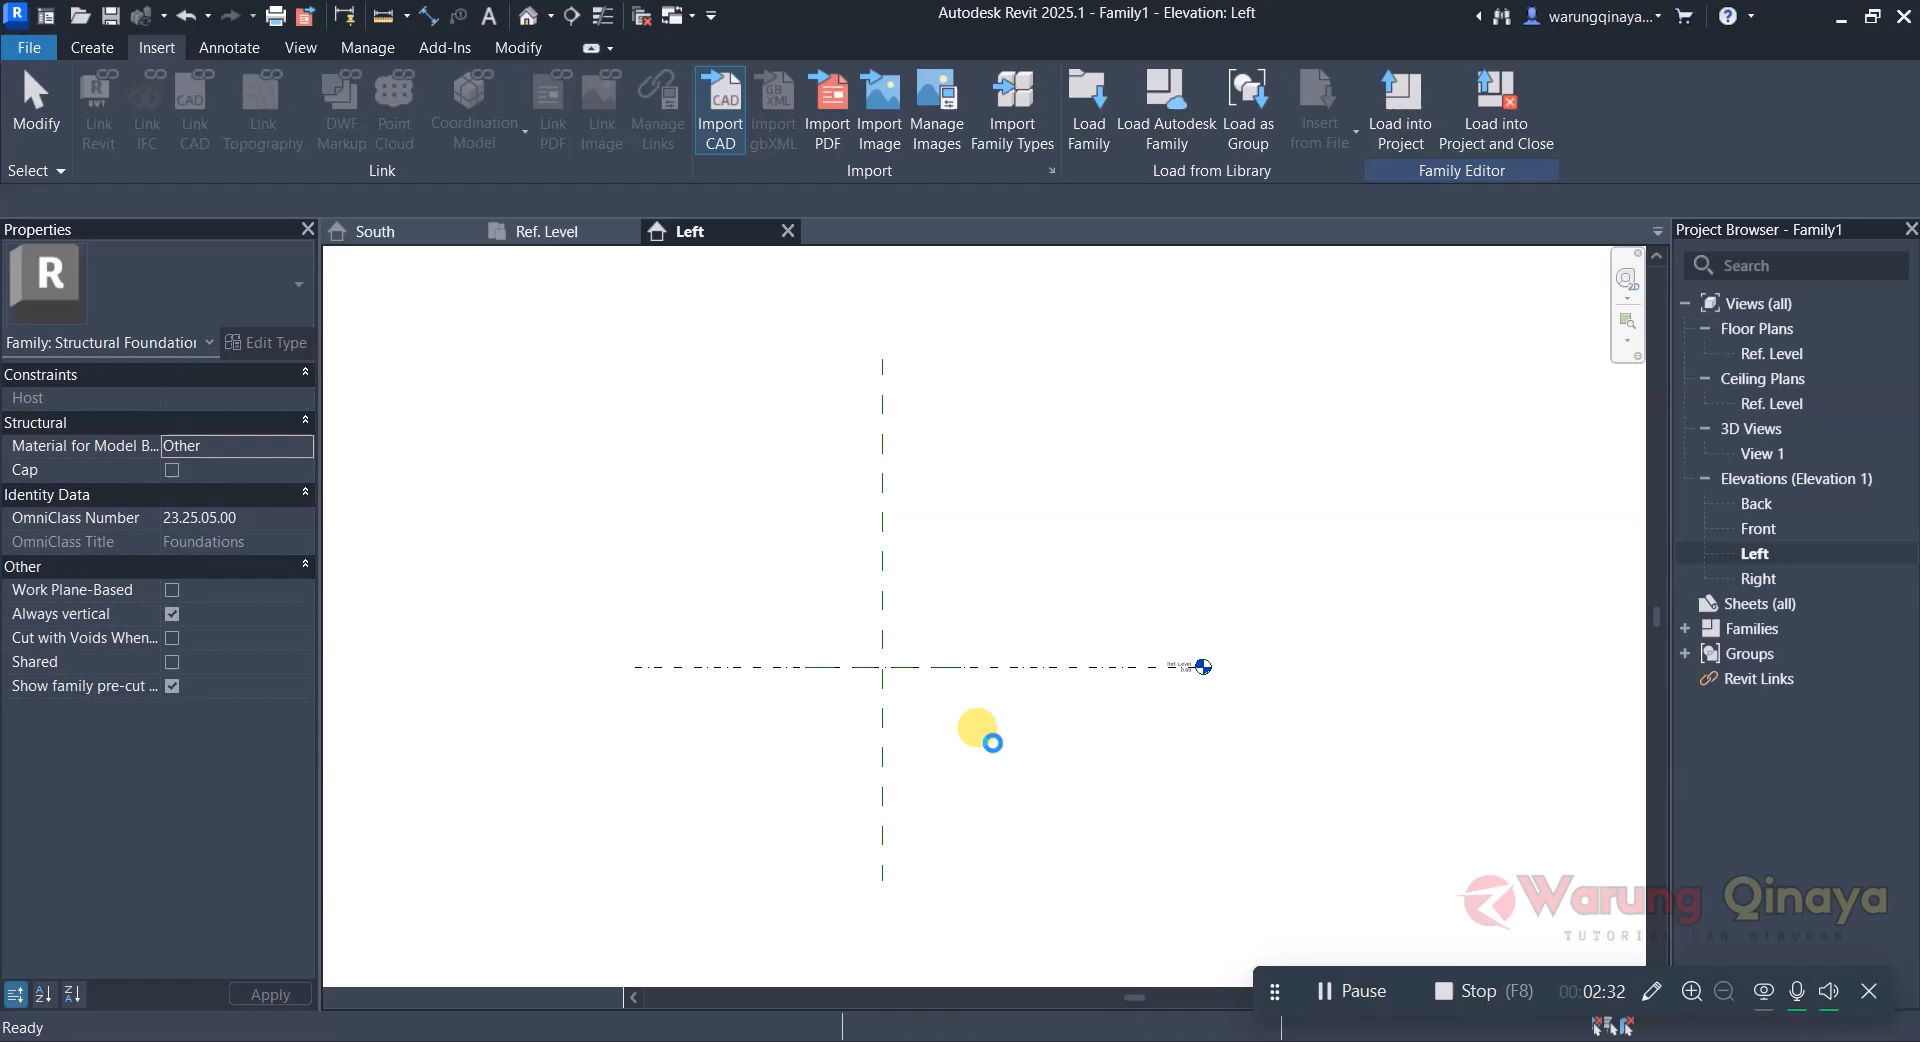 Autodesk Revit 2025.1 - Family1 - Elevation: Left
warungqinaya...
File Create Insert Annotate View Manage Add-Ins Modify
Modify
Link Revit
Link IFC
Link CAD
Link Topography
DWF Markup
Point Cloud
Coordination Model
Link PDF
Link Image
Manage Links
Import CAD
Import gbXML
Import PDF
Import Image
Manage Images
Import Family Types
Load Family
Load Autodesk Family
Load as Group
Insert from File
Load into Project
Load into Project and Close
Select Link Import Load from Library Family Editor
Properties
South Ref. Level Left
Family: Structural Foundation
Edit Type
Constraints
Host
Structural
Material for Model B... Other
Cap
Identity Data
OmniClass Number 23.25.05.00
OmniClass Title Foundations
Other
Work Plane-Based
Always vertical
Cut with Voids When...
Shared
Show family pre-cut ...
Apply
Ready
Ref. Level
0.00
2D
Project Browser - Family1
Search
Views (all)
Floor Plans
Ref. Level
Ceiling Plans
Ref. Level
3D Views
View 1
Elevations (Elevation 1)
Back
Front
Left
Right
Sheets (all)
Families
Groups
Revit Links
Warung Qinaya
TUTORIAL DAN HIBURAN
Pause Stop (F8) 00:02:32